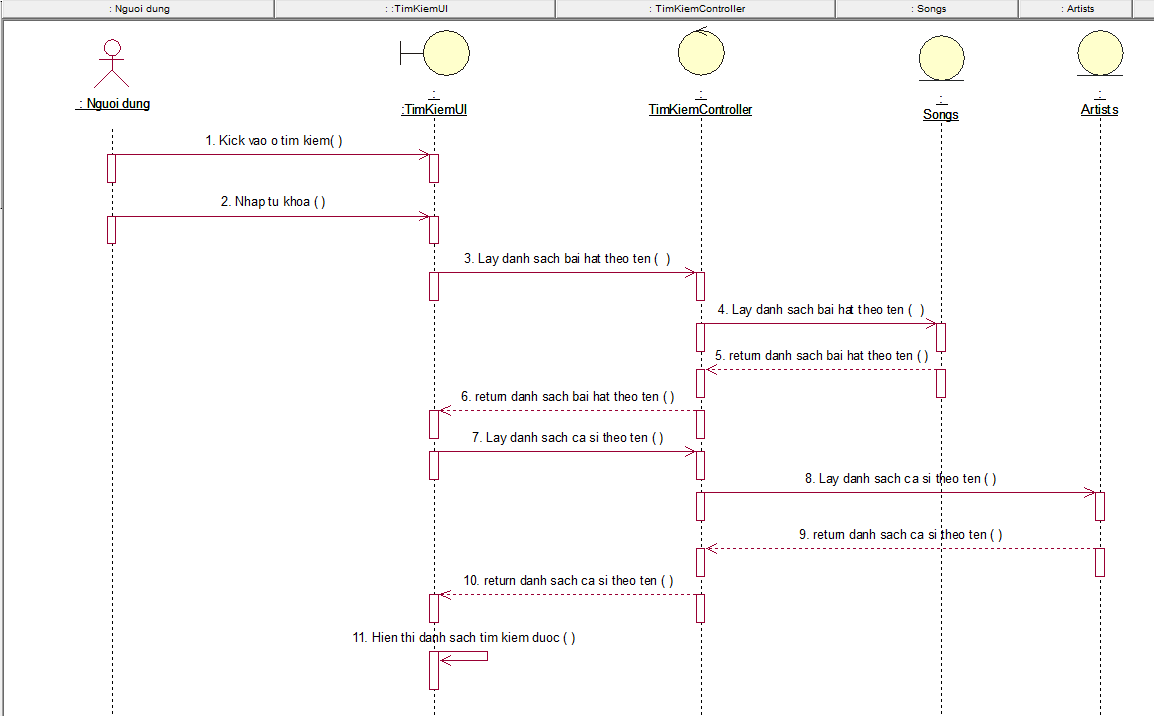 : Nguoi dung
: :TimKiemUI
: TimKiemController
: Songs
: Artists
: Nguoi dung
:
:TimKiemUI
:
TimKiemController
:
Songs
:
Artists
1. Kick vao o tim kiem( )
2. Nhap tu khoa ( )
3. Lay danh sach bai hat theo ten ( )
4. Lay danh sach bai hat theo ten ( )
5. return danh sach bai hat theo ten ( )
6. return danh sach bai hat theo ten ( )
7. Lay danh sach ca si theo ten ( )
8. Lay danh sach ca si theo ten ( )
9. return danh sach ca si theo ten ( )
10. return danh sach ca si theo ten ( )
11. Hien thi danh sach tim kiem duoc ( )